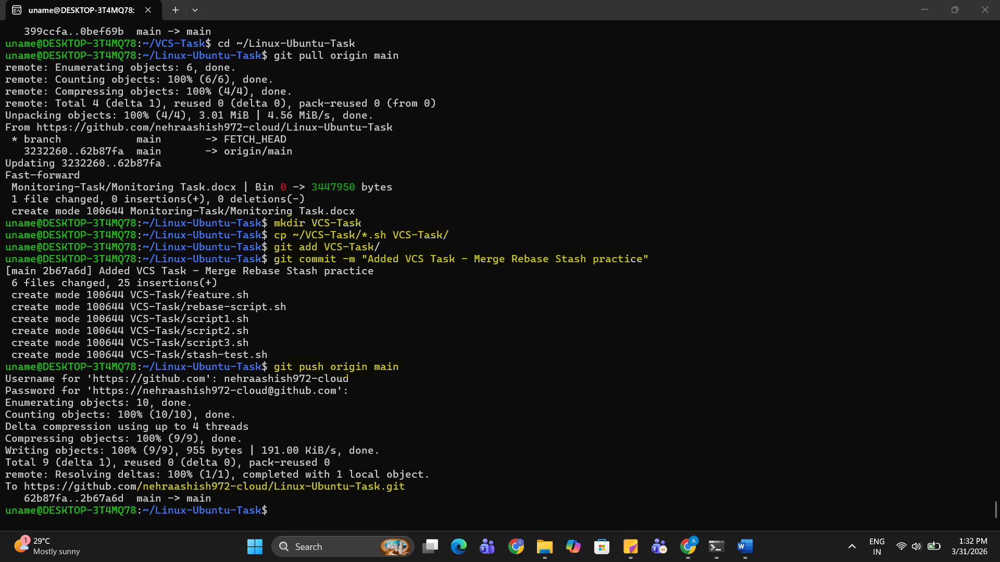 uname@DESKTOP-3T4MQ78:
   399ccfa..0bef69b  main -> main
uname@DESKTOP-3T4MQ78:~/VCS-Task$ cd ~/Linux-Ubuntu-Task
uname@DESKTOP-3T4MQ78:~/Linux-Ubuntu-Task$ git pull origin main
remote: Enumerating objects: 6, done.
remote: Counting objects: 100% (6/6), done.
remote: Compressing objects: 100% (4/4), done.
remote: Total 4 (delta 1), reused 0 (delta 0), pack-reused 0 (from 0)
Unpacking objects: 100% (4/4), 3.01 MiB | 4.56 MiB/s, done.
From https://github.com/nehraashish972-cloud/Linux-Ubuntu-Task
 * branch            main       -> FETCH_HEAD
   3232260..62b87fa  main       -> origin/main
Updating 3232260..62b87fa
Fast-forward
 Monitoring-Task/Monitoring Task.docx | Bin 0 -> 3447950 bytes
 1 file changed, 0 insertions(+), 0 deletions(-)
 create mode 100644 Monitoring-Task/Monitoring Task.docx
uname@DESKTOP-3T4MQ78:~/Linux-Ubuntu-Task$ mkdir VCS-Task
uname@DESKTOP-3T4MQ78:~/Linux-Ubuntu-Task$ cp ~/VCS-Task/*.sh VCS-Task/
uname@DESKTOP-3T4MQ78:~/Linux-Ubuntu-Task$ git add VCS-Task/
uname@DESKTOP-3T4MQ78:~/Linux-Ubuntu-Task$ git commit -m "Added VCS Task - Merge Rebase Stash practice"
[main 2b67a6d] Added VCS Task - Merge Rebase Stash practice
 6 files changed, 25 insertions(+)
 create mode 100644 VCS-Task/feature.sh
 create mode 100644 VCS-Task/rebase-script.sh
 create mode 100644 VCS-Task/script1.sh
 create mode 100644 VCS-Task/script2.sh
 create mode 100644 VCS-Task/script3.sh
 create mode 100644 VCS-Task/stash-test.sh
uname@DESKTOP-3T4MQ78:~/Linux-Ubuntu-Task$ git push origin main
Username for 'https://github.com': nehraashish972-cloud
Password for 'https://nehraashish972-cloud@github.com':
Enumerating objects: 10, done.
Counting objects: 100% (10/10), done.
Delta compression using up to 4 threads
Compressing objects: 100% (9/9), done.
Writing objects: 100% (9/9), 955 bytes | 191.00 KiB/s, done.
Total 9 (delta 1), reused 0 (delta 0), pack-reused 0
remote: Resolving deltas: 100% (1/1), completed with 1 local object.
To https://github.com/nehraashish972-cloud/Linux-Ubuntu-Task.git
   62b87fa..2b67a6d  main -> main
uname@DESKTOP-3T4MQ78:~/Linux-Ubuntu-Task$
1
29°C
Mostly sunny
Search
ENG
IN
1:32 PM
3/31/2026